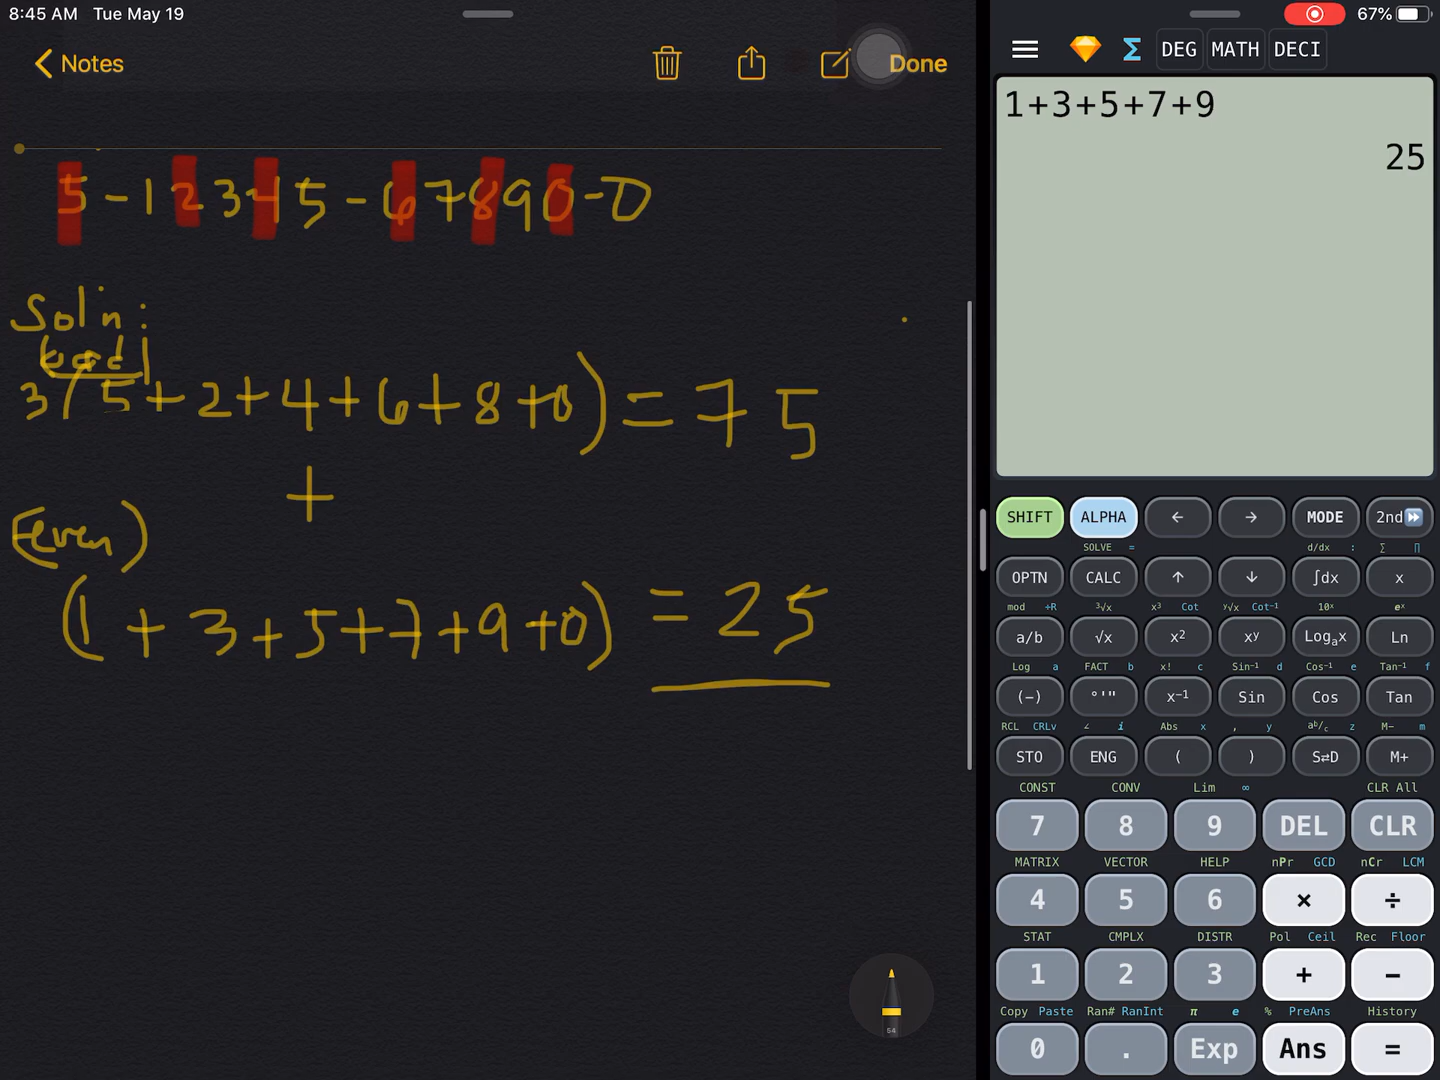 8:45 AM Tue May 19
67%
Notes
Done
5-12345-67890-0
Sol'n:
(odd)
3(5+2+4+6+8+0)=75
+
(even)
(1+3+5+7+9+0) =25
54
DEG MATH DECI
1+3+5+7+9
25
SHIFT ALPHA ← → MODE 2nd
SOLVE = d/dx : ∑ ∏
OPTN CALC ↑ ↓ ∫dx x
mod ÷R ³√x x³ Cot ʸ√x Cot⁻¹ 10ˣ eˣ
a/b √x x² xʸ Logₐx Ln
Log a FACT b x! c Sin⁻¹ d Cos⁻¹ e Tan⁻¹ f
(−) °'" x⁻¹ Sin Cos Tan
RCL CRLv ∠ i Abs x , y aᵇ/c z M− m
STO ENG ( ) S⇄D M+
CONST CONV Lim ∞ CLR All
7 8 9 DEL CLR
MATRIX VECTOR HELP nPr GCD nCr LCM
4 5 6 × ÷
STAT CMPLX DISTR Pol Ceil Rec Floor
1 2 3 + −
Copy Paste Ran# RanInt π e % PreAns History
0 . Exp Ans =